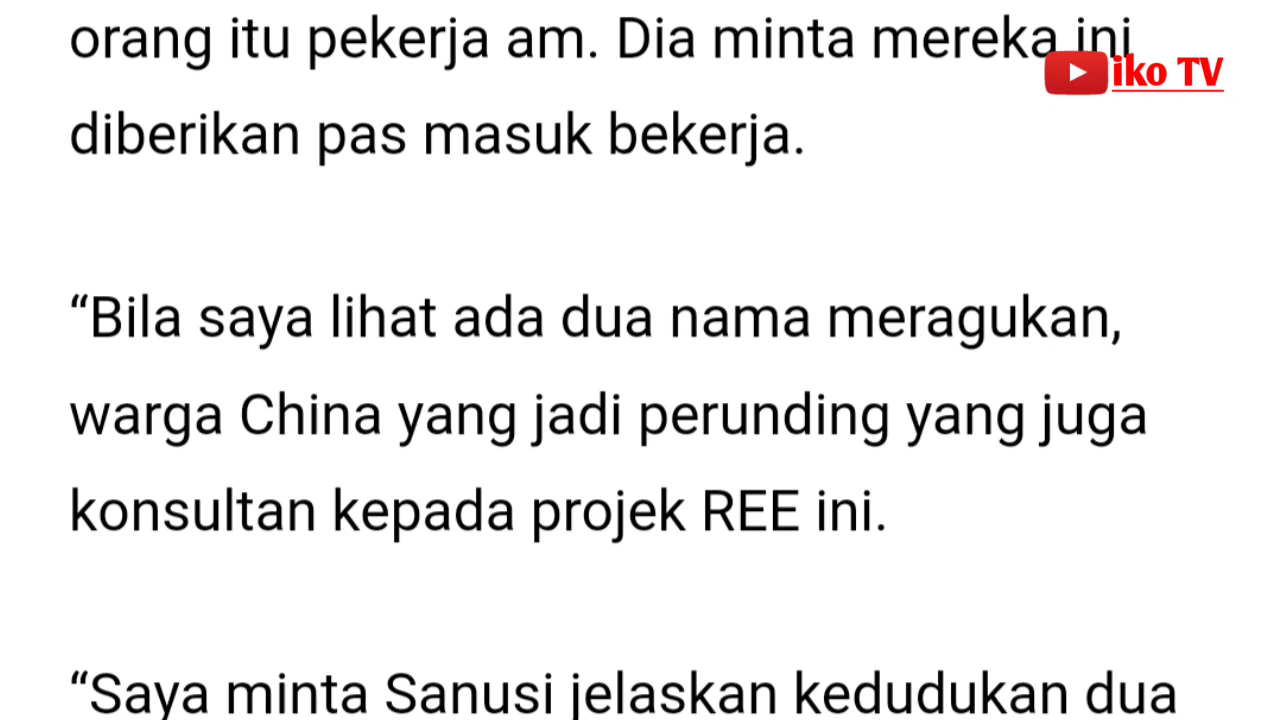 orang itu pekerja am. Dia minta mereka ini
iko TV
diberikan pas masuk bekerja.
“Bila saya lihat ada dua nama meragukan,
warga China yang jadi perunding yang juga
konsultan kepada projek REE ini.
“Saya minta Sanusi jelaskan kedudukan dua